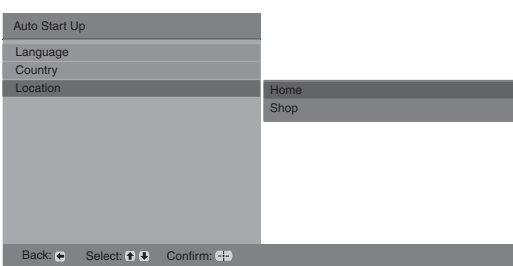 Auto Start Up
Language
Country
Location
Home
Shop
Back: Select: Confirm: